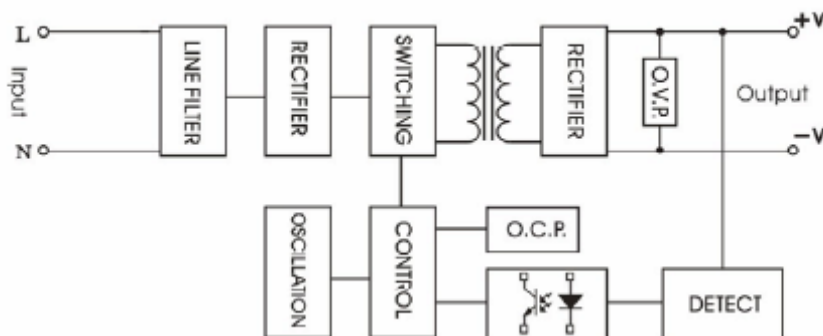 L
Input
N
LINE FILTER
RECTIFIER
SWITCHING
RECTIFIER
O.V.P.
+V
Output
-V
OSCILLATION
CONTROL
O.C.P.
DETECT